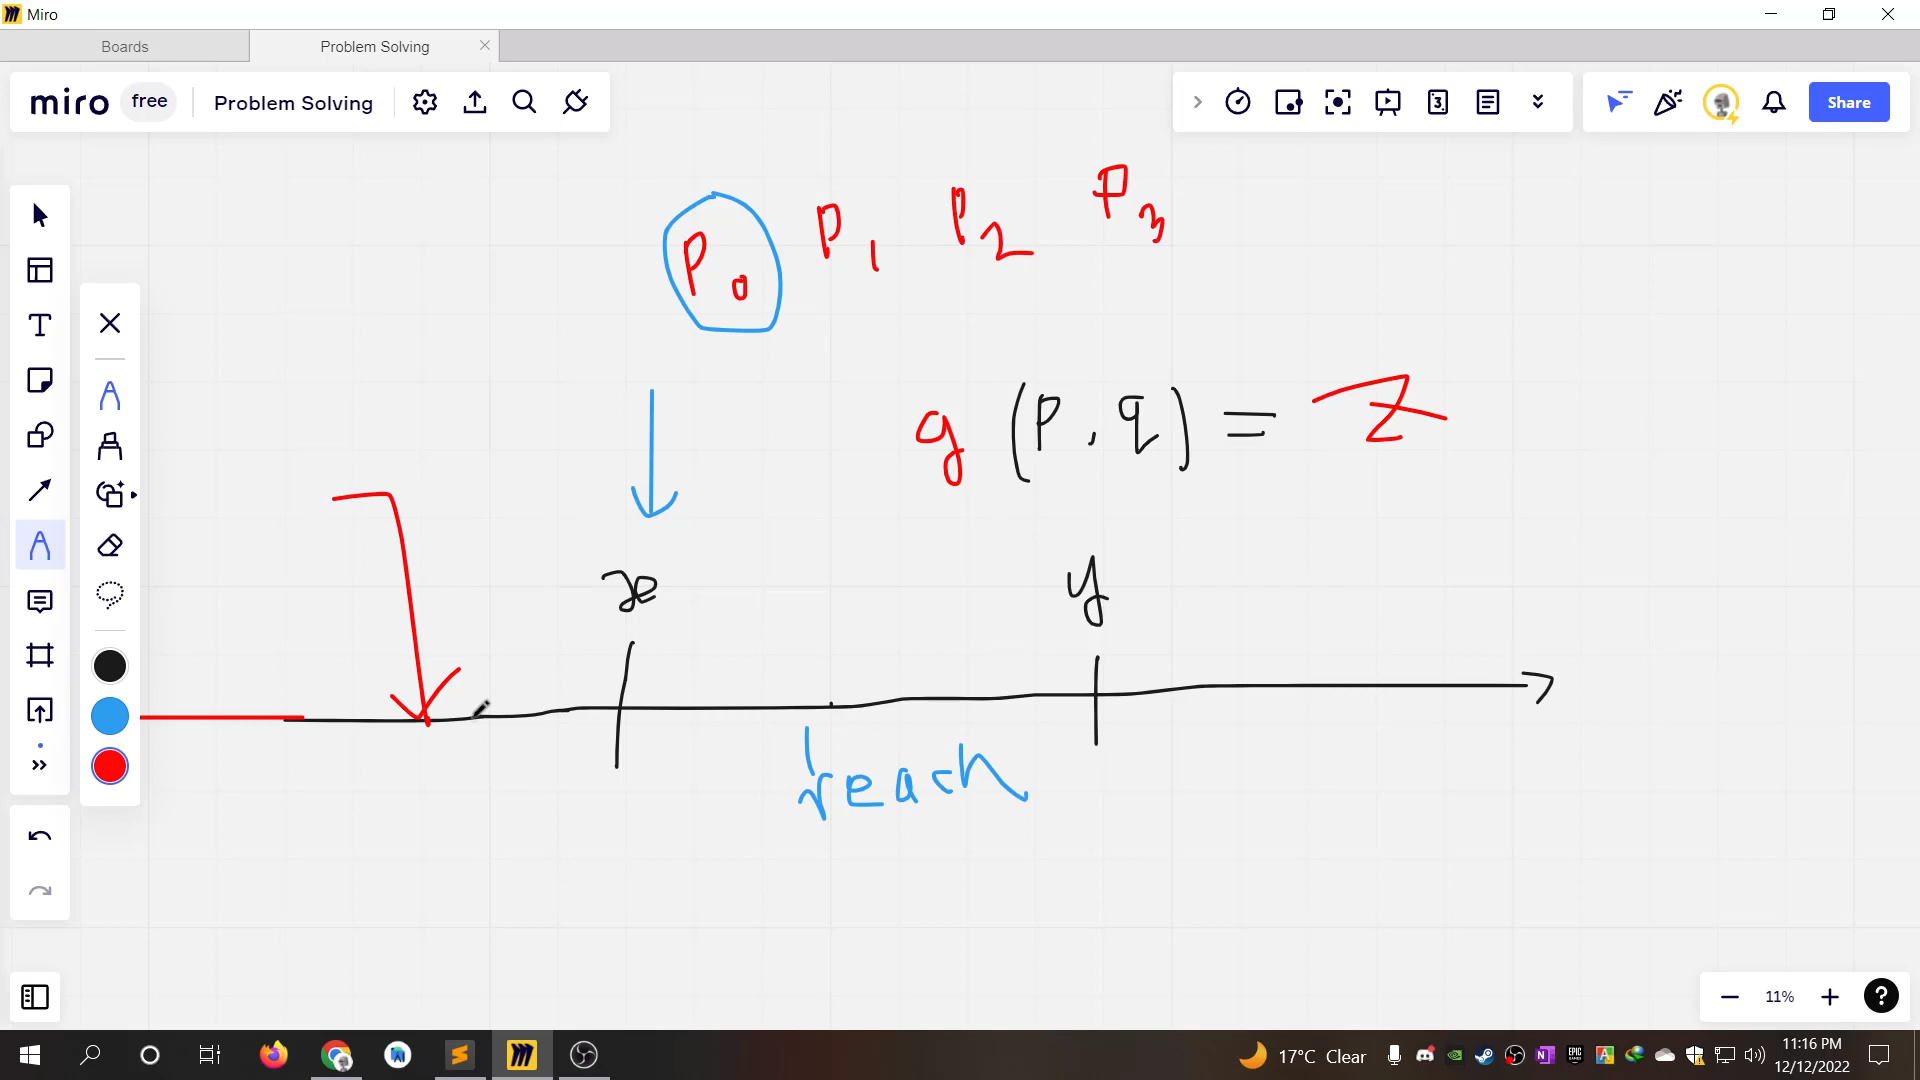 Miro
Boards
Problem Solving
miro
free
Problem Solving
3
Share
P0 P1 P2 P3
g (p, q) = Z
x
y
reach
11%
17°C Clear
11:16 PM
12/12/2022